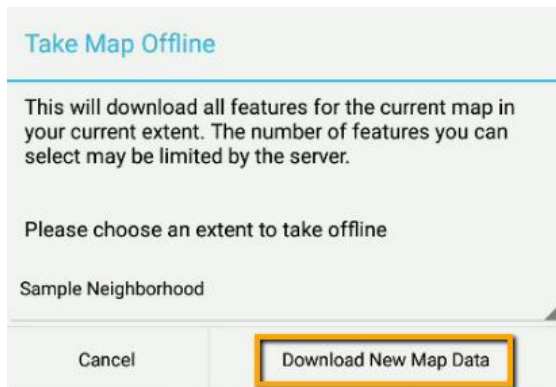 Take Map Offline
This will download all features for the current map in
your current extent. The number of features you can
select may be limited by the server.
Please choose an extent to take offline
Sample Neighborhood
Cancel
Download New Map Data